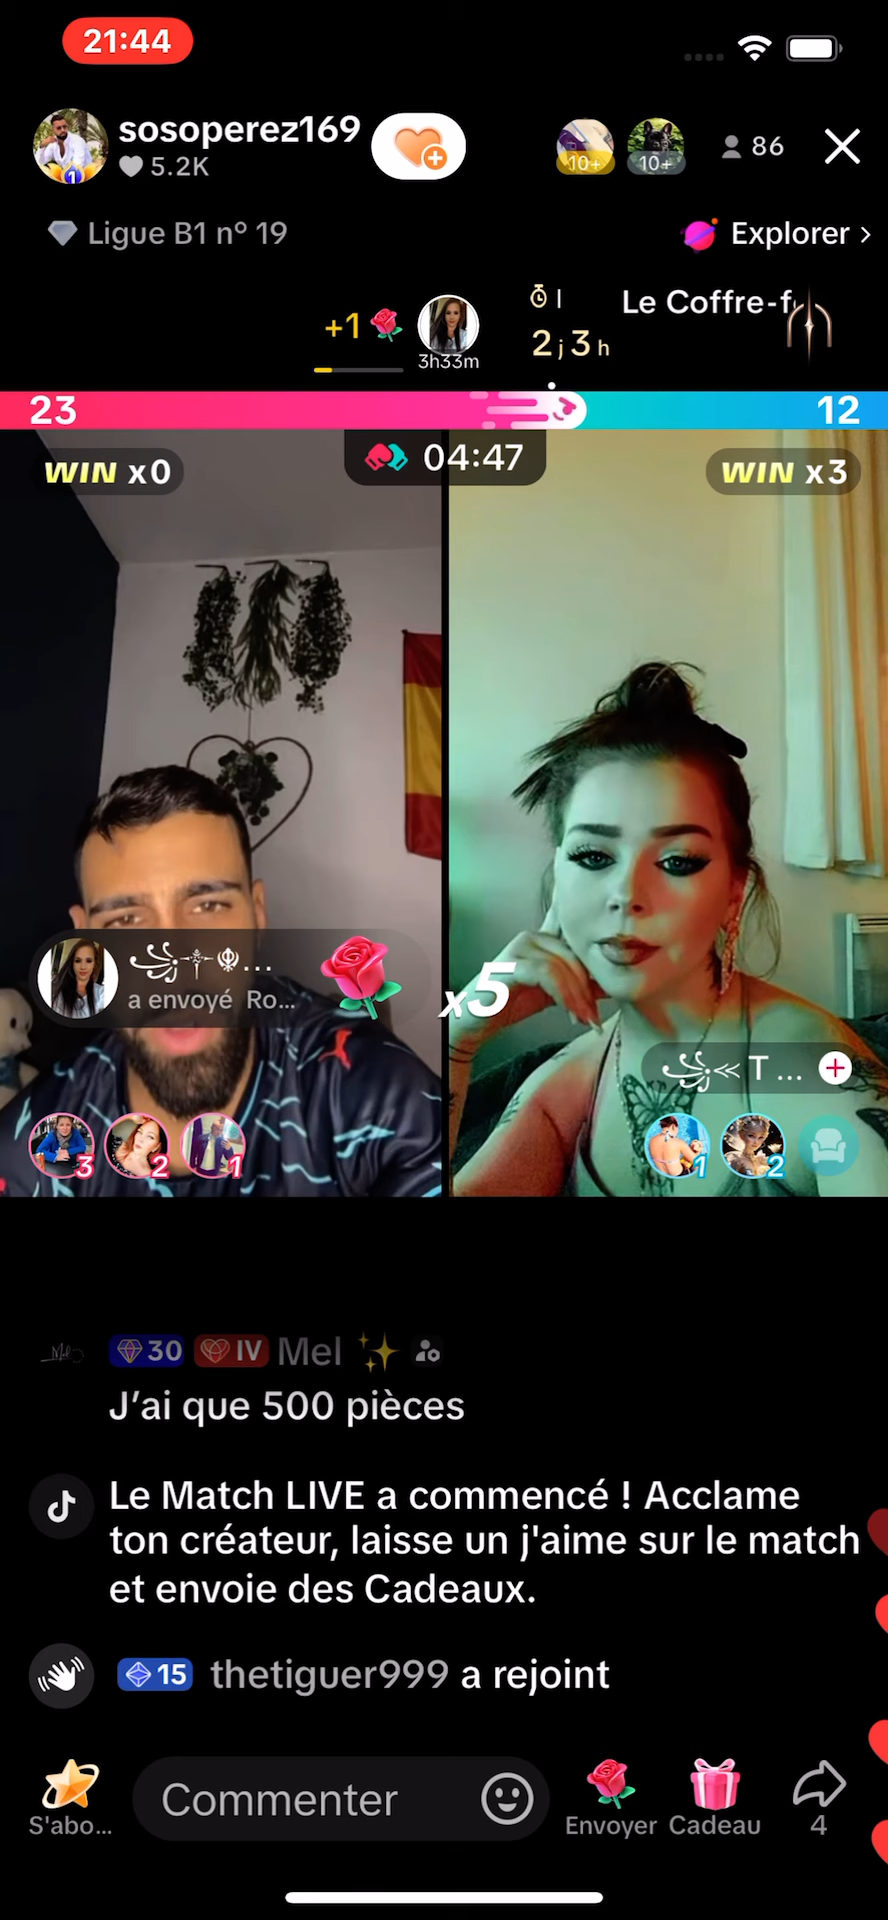 21:44
sosoperez169
5.2K
1
10+
10+
86
Ligue B1 nº 19
Explorer
+1
3h33m
2 j 3 h
Le Coffre-f
23
12
WIN x0
04:47
WIN x3
a envoyé Ro...
x5
T ...
3
2
1
1
2
30 IV Mel
J'ai que 500 pièces
Le Match LIVE a commencé ! Acclame
ton créateur, laisse un j'aime sur le match
et envoie des Cadeaux.
15 thetiguer999 a rejoint
Commenter
S'abo...
Envoyer
Cadeau
4